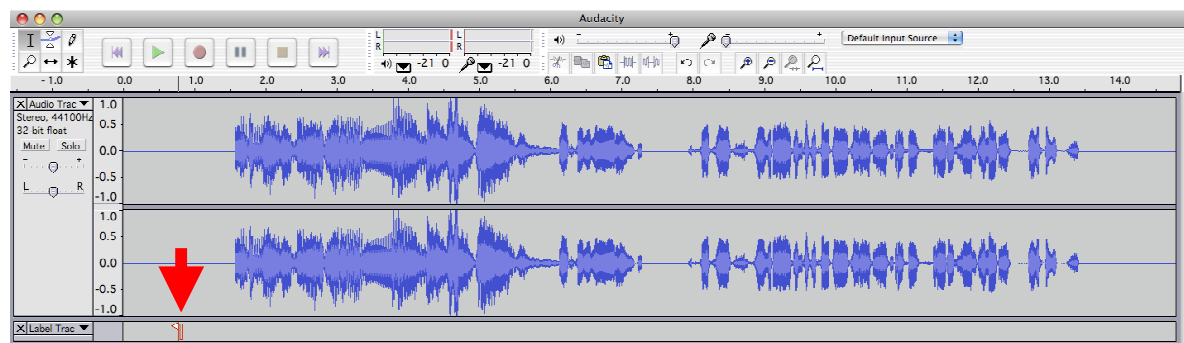 Audacity
L
R
L
R
- + - + Default Input Source
-21 0 -21 0
- 1.0 0.0 1.0 2.0 3.0 4.0 5.0 6.0 7.0 8.0 9.0 10.0 11.0 12.0 13.0 14.0
X Audio Trac ▼ 1.0
Stereo, 44100Hz
32 bit float
0.5
Mute Solo
0.0
- +
-0.5
L R
-1.0
1.0
0.5
0.0
-0.5
-1.0
X Label Trac ▼